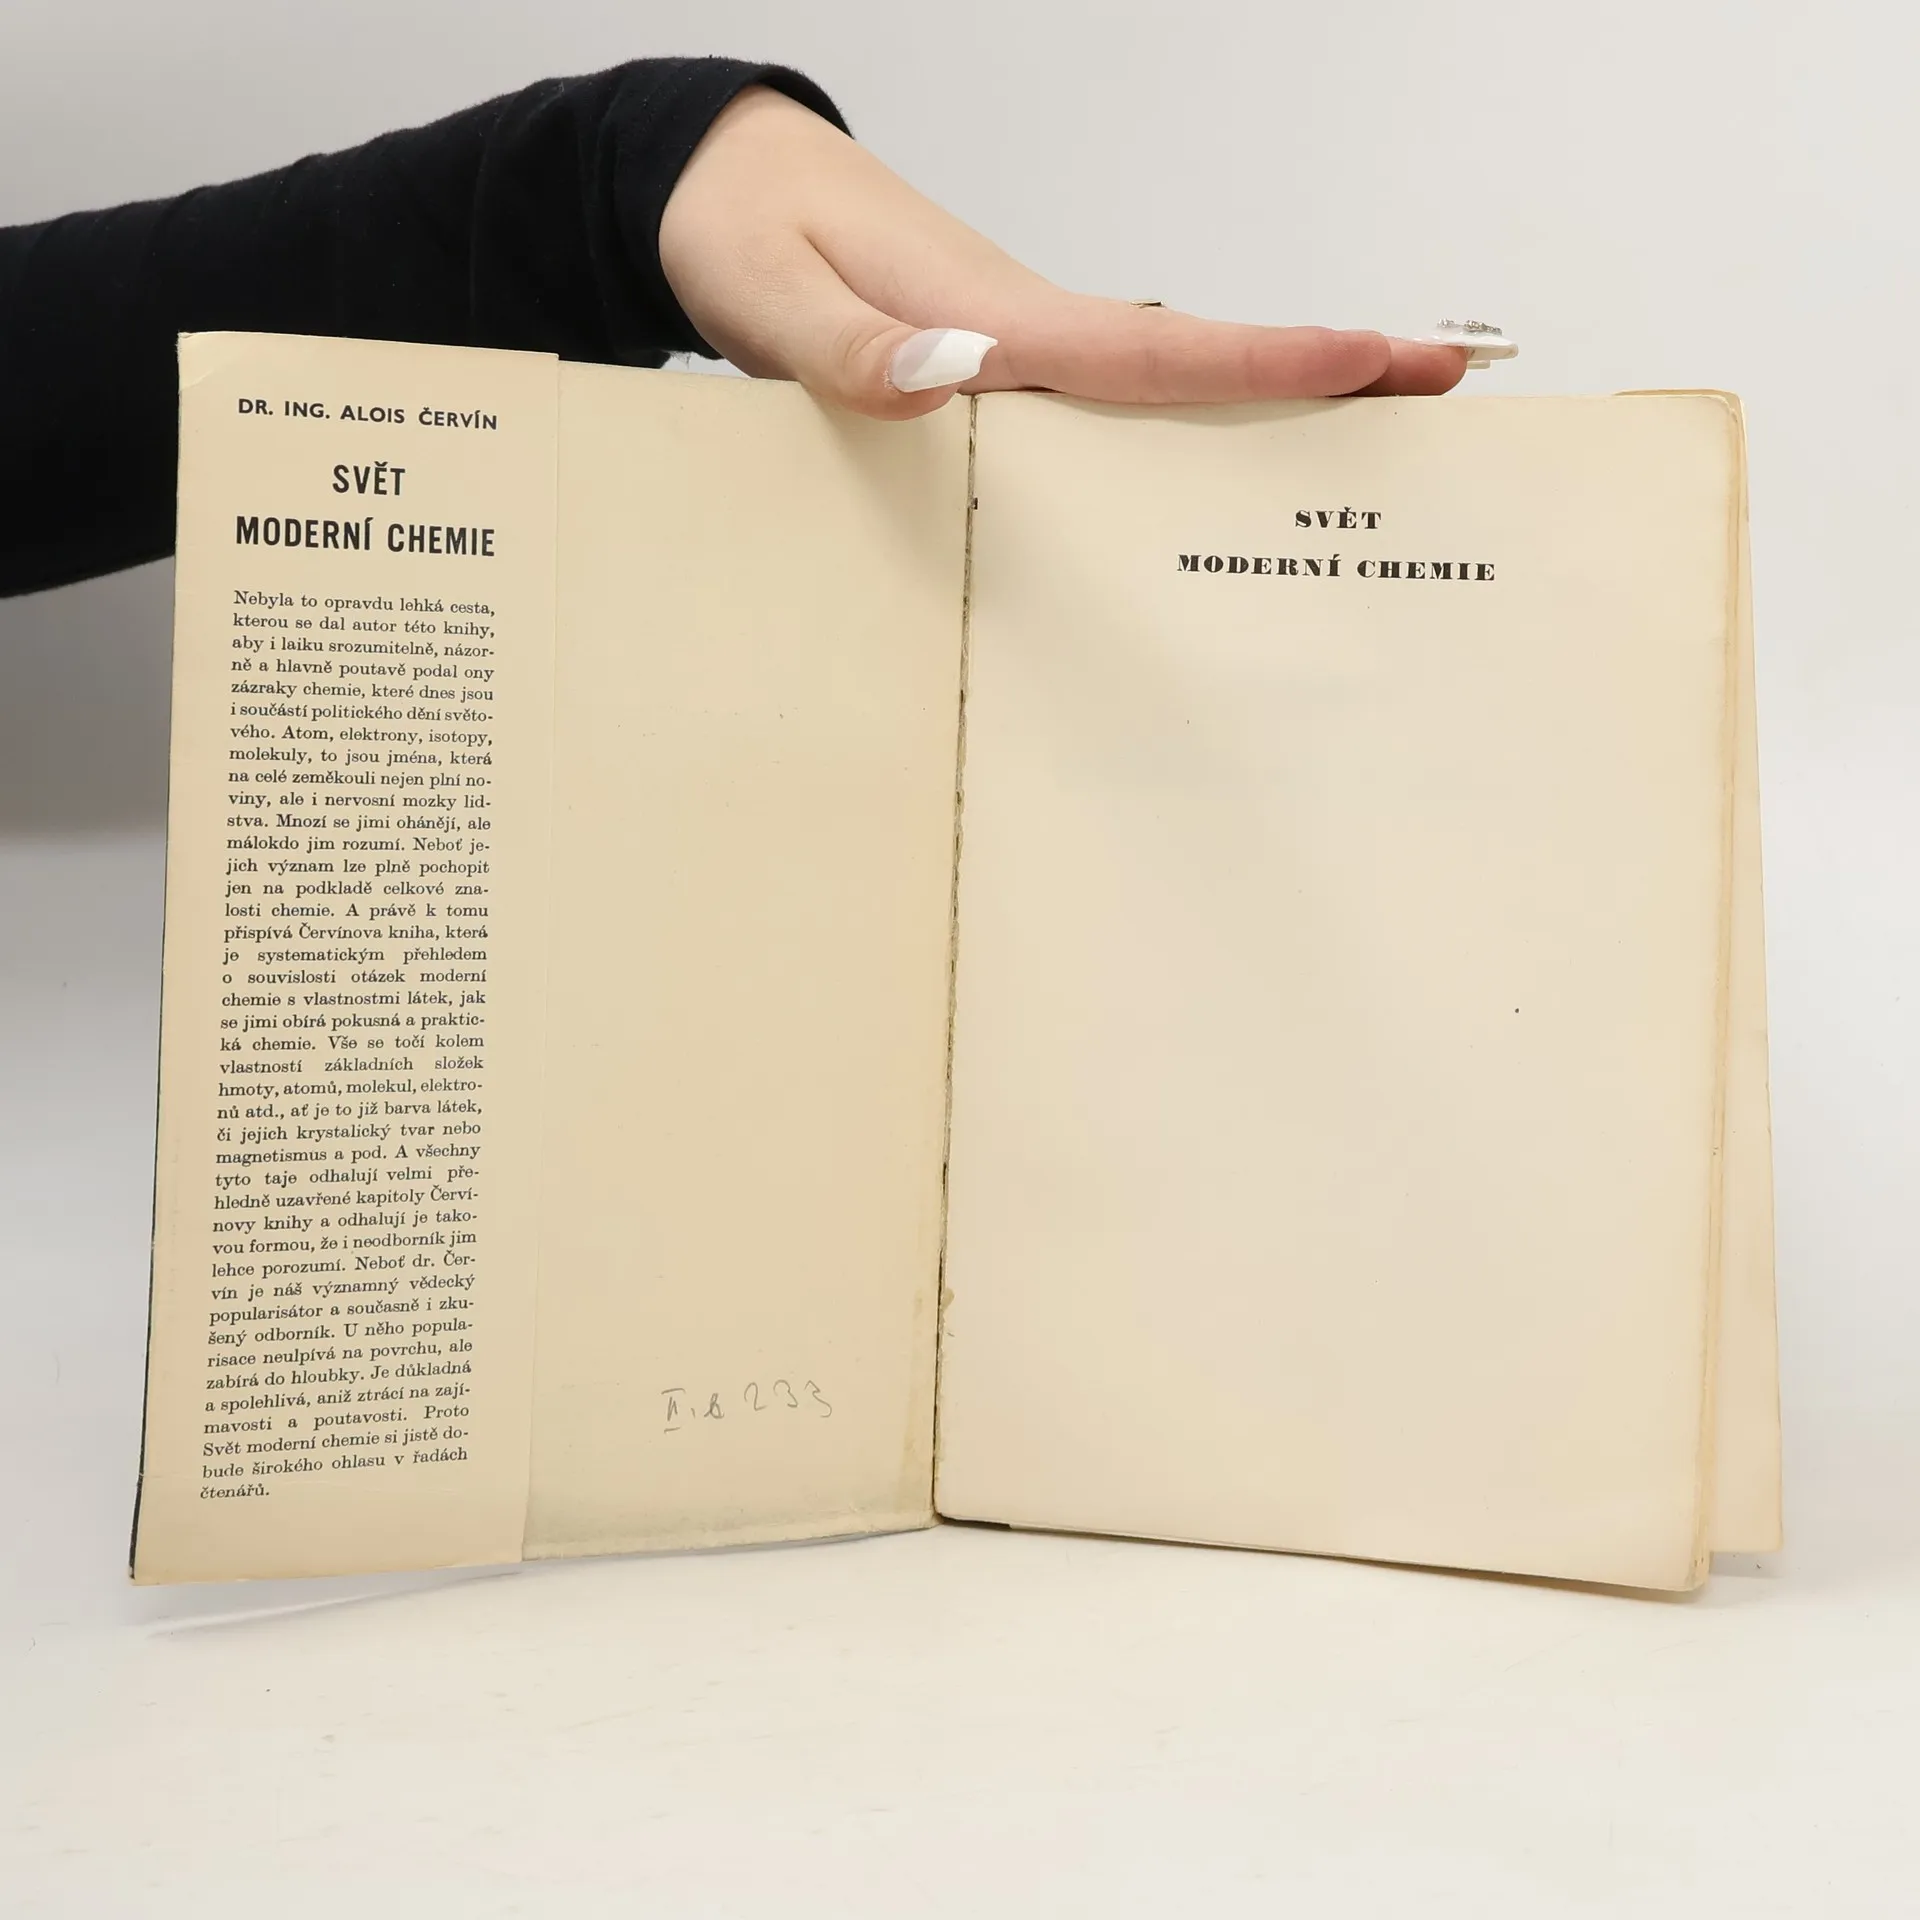 DR. ING. ALOIS ČERVÍN
SVĚT
MODERNÍ CHEMIE
Nebyla to opravdu lehká cesta,
kterou se dal autor této knihy,
aby i laiku srozumitelně, názor-
ně a hlavně poutavě podal ony
zázraky chemie, které dnes jsou
i součástí politického dění světo-
vého. Atom, elektrony, isotopy,
molekuly, to jsou jména, která
na celé zeměkouli nejen plní no-
viny, ale i nervosní mozky lid-
stva. Mnozí se jimi ohánějí, ale
málokdo jim rozumí. Neboť je-
jich význam lze plně pochopit
jen na podkladě celkové zna-
losti chemie. A právě k tomu
přispívá Červínova kniha, která
je systematickým přehledem
o souvislosti otázek moderní
chemie s vlastnostmi látek, jak
se jimi obírá pokusná a praktic-
ká chemie. Vše se točí kolem
vlastností základních složek
hmoty, atomů, molekul, elektro-
nů atd., ať je to již barva látek,
či jejich krystalický tvar nebo
magnetismus a pod. A všechny
tyto taje odhalují velmi pře-
hledně uzavřené kapitoly Červí-
novy knihy a odhalují je tako-
vou formou, že i neodborník jim
lehce porozumí. Neboť dr. Čer-
vín je náš významný vědecký
popularisátor a současně i zku-
šený odborník. U něho popula-
risace neulpívá na povrchu, ale
zabírá do hloubky. Je důkladná
a spolehlivá, aniž ztrácí na zají-
mavosti a poutavosti. Proto
Svět moderní chemie si jistě do-
bude širokého ohlasu v řadách
čtenářů.
II. b 233
SVĚT
MODERNÍ CHEMIE